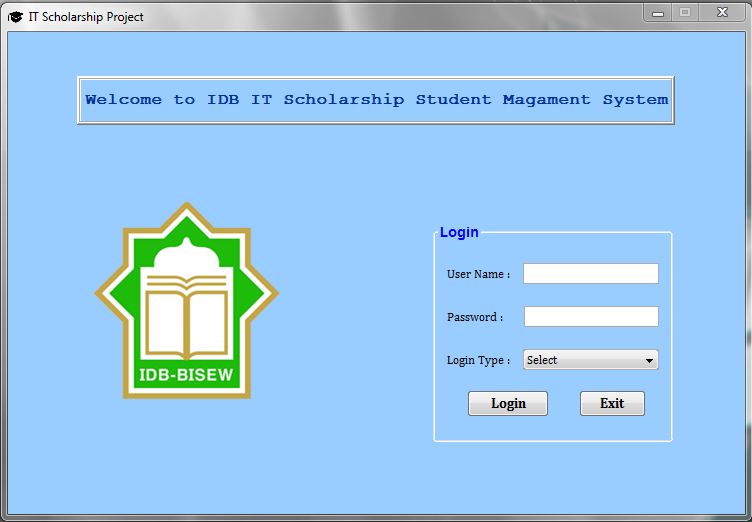 IT Scholarship Project
Welcome to IDB IT Scholarship Student Magament System
IDB-BISEW
Login
User Name :
Password :
Login Type :
Select
Login
Exit